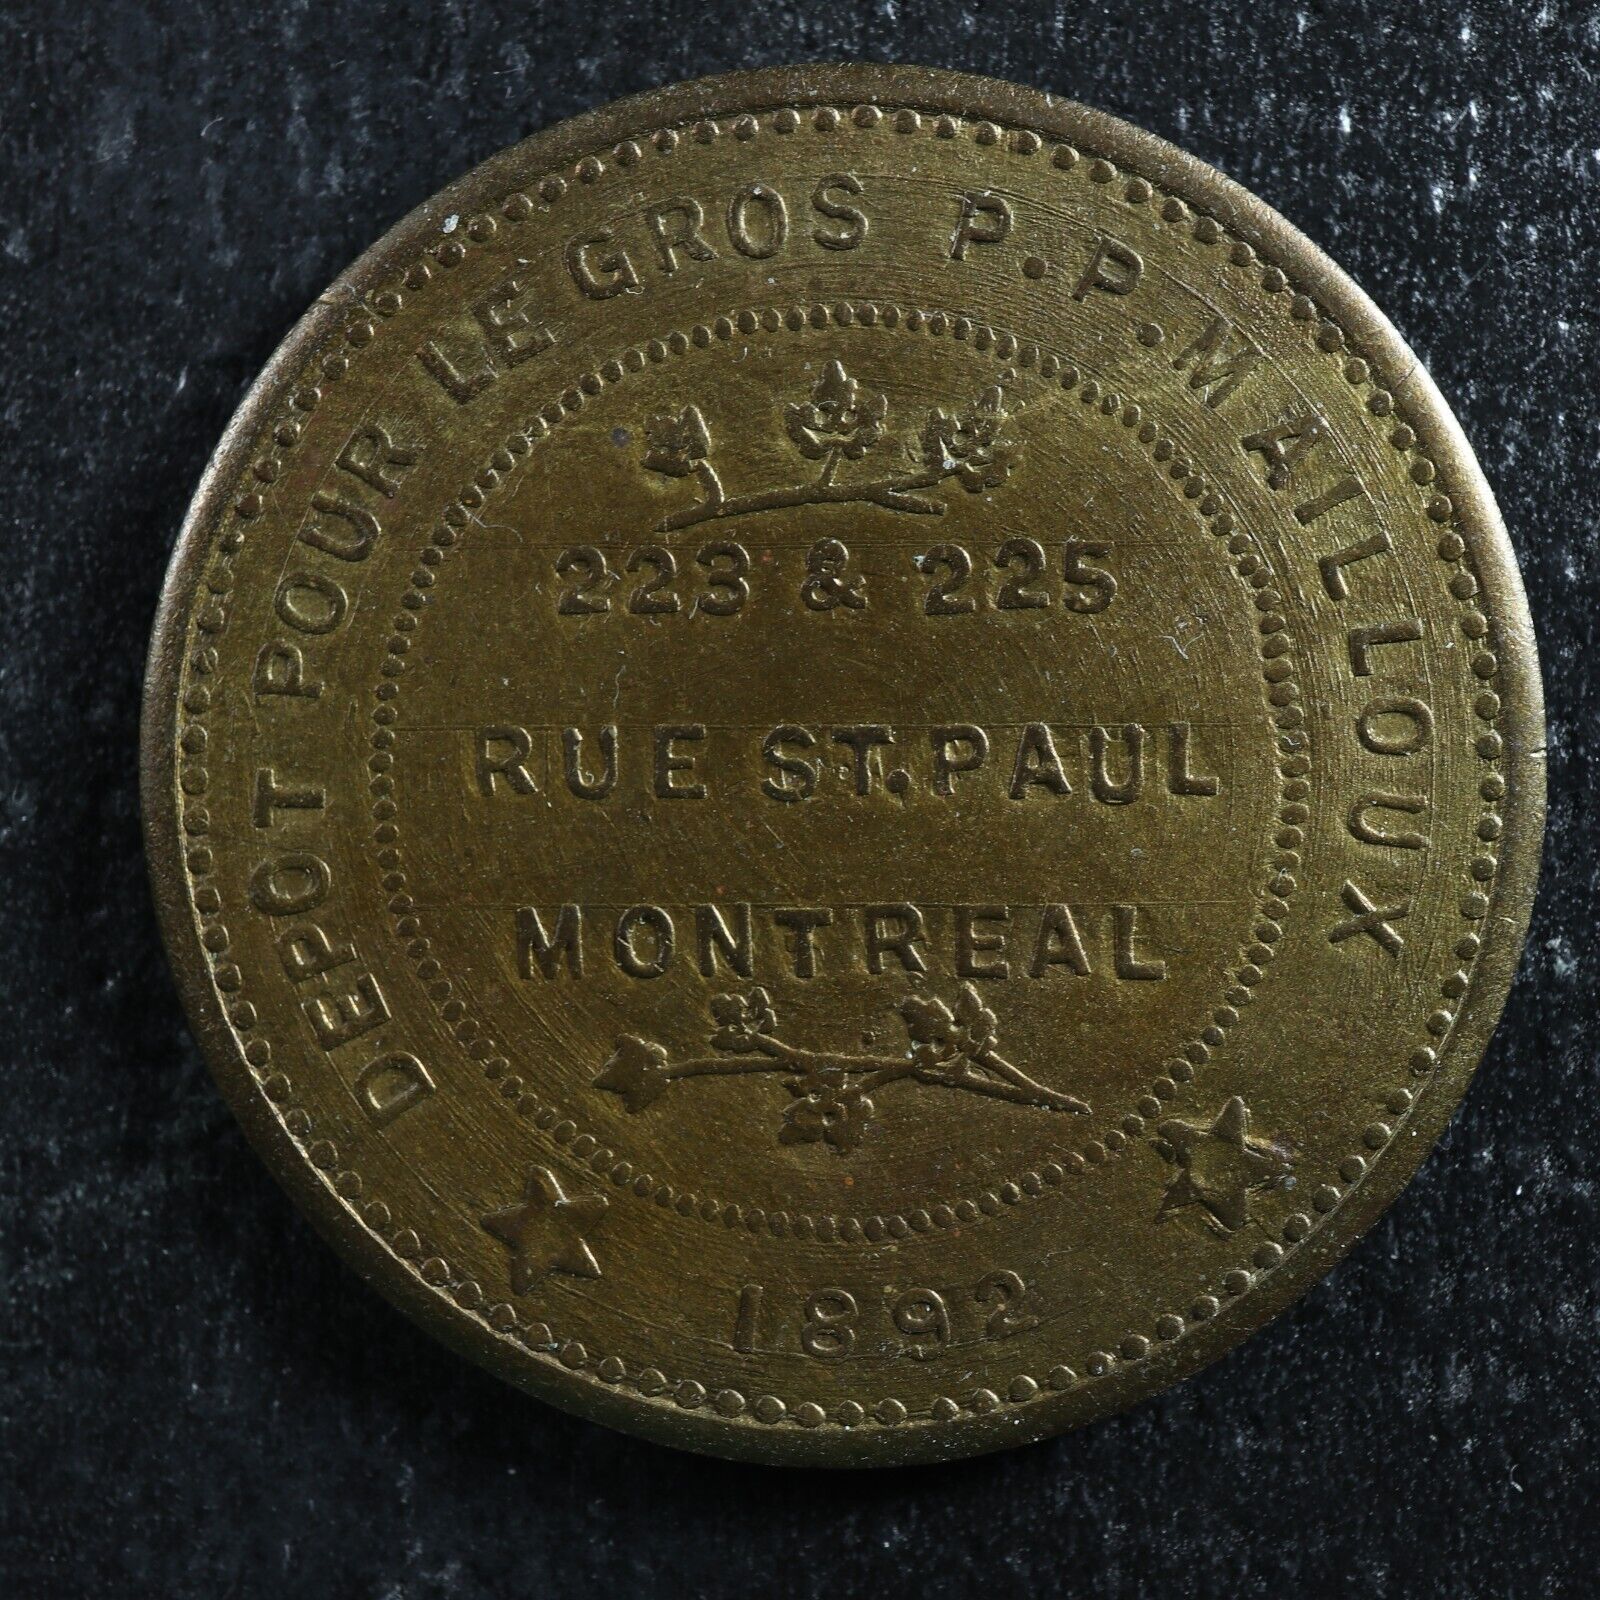 DEPOT POUR LE GROS P.P. MAILLOUX
223 & 225
RUE ST. PAUL
MONTREAL
1892